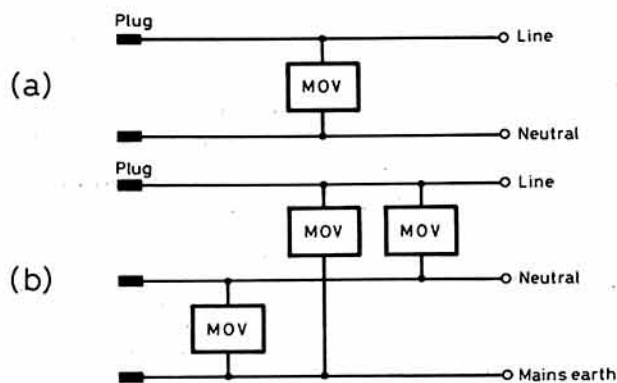 Plug
Line
(a)
MOV
Neutral
Plug
Line
MOV
MOV
(b)
Neutral
MOV
Mains earth